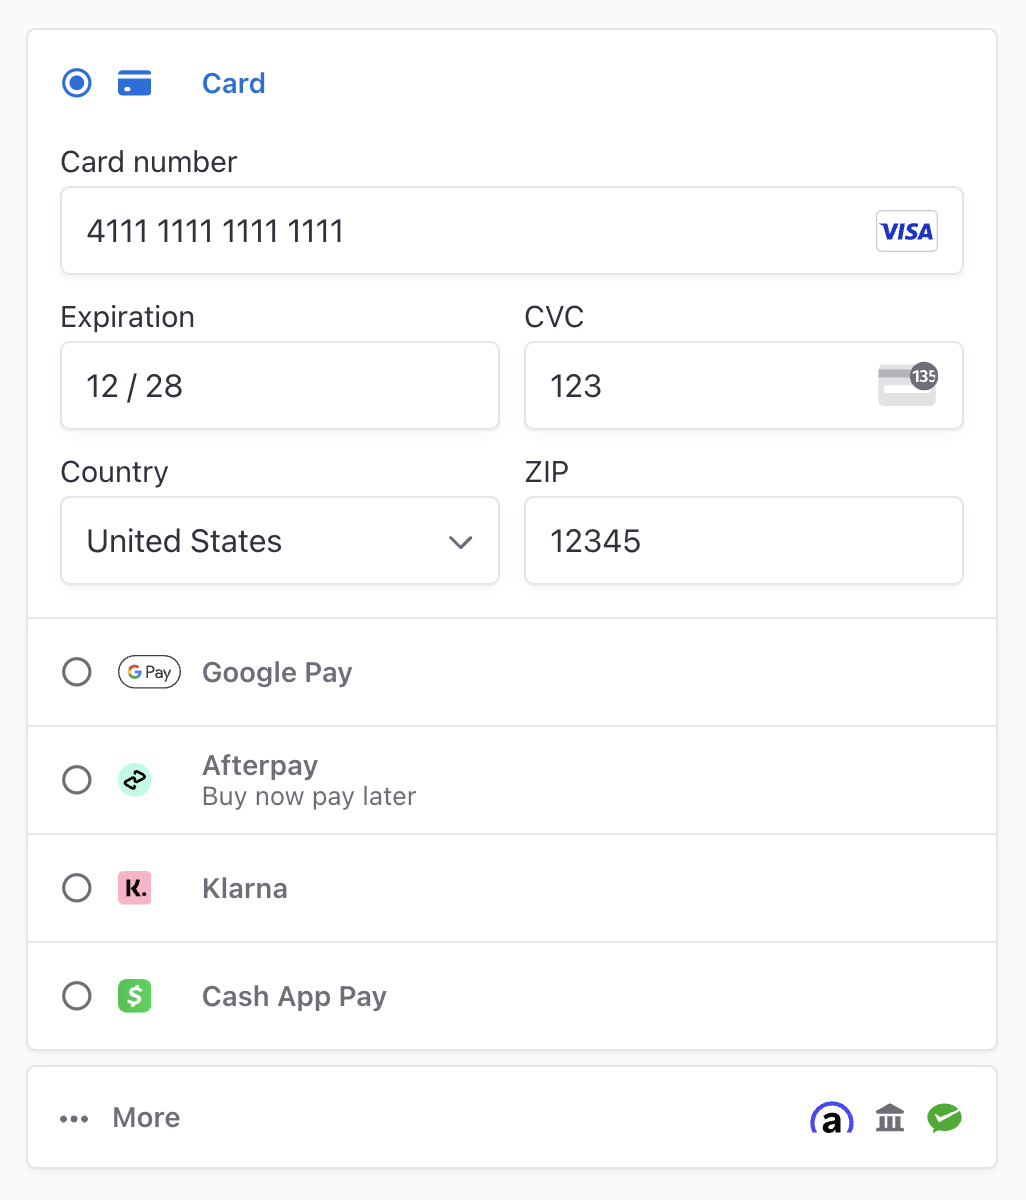 Card
Card number
4111 1111 1111 1111 VISA
Expiration CVC
12 / 28 123 135
Country ZIP
United States 12345
G Pay Google Pay
Afterpay
Buy now pay later
K. Klarna
$ Cash App Pay
More a